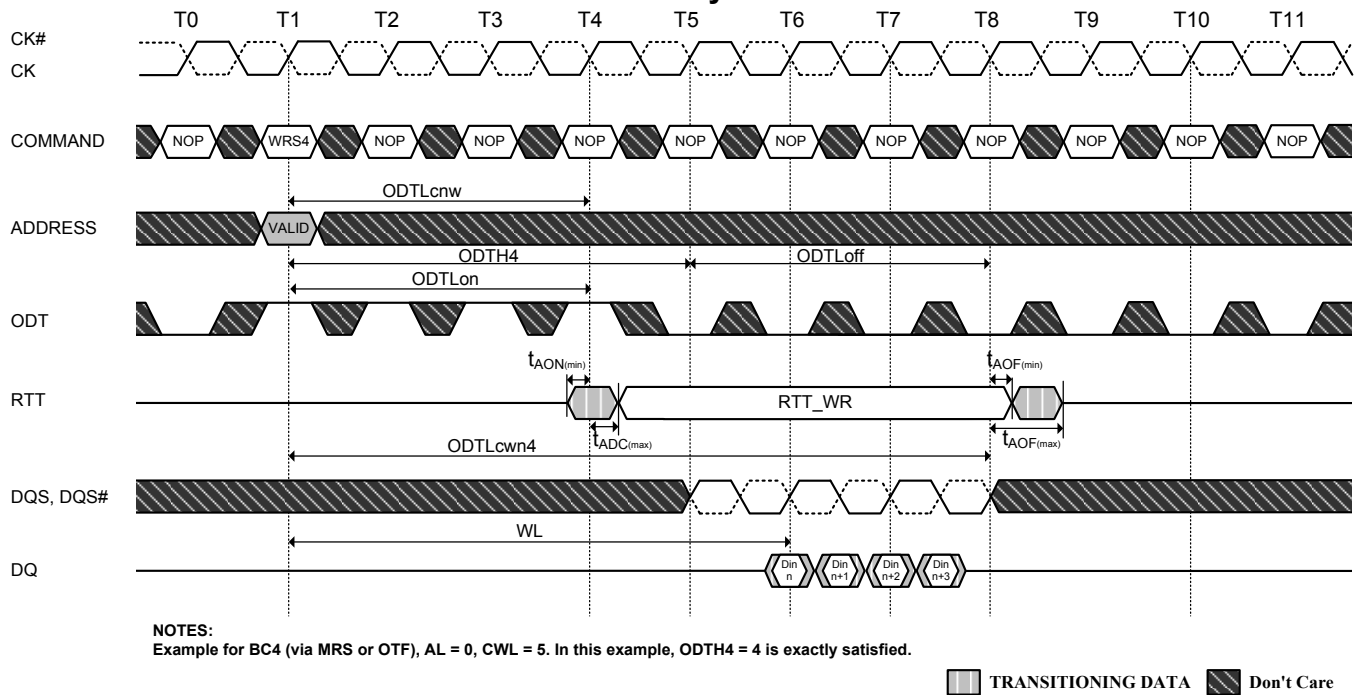 T0 T1 T2 T3 T4 T5 T6 T7 T8 T9 T10 T11
CK#
CK
COMMAND NOP WRS4 NOP NOP NOP NOP NOP NOP NOP NOP NOP NOP
ODTLcnw
ADDRESS VALID
ODTH4 ODTLoff
ODTLon
ODT
tAON(min) tAOF(min)
RTT RTT_WR
tADC(max) tAOF(max)
ODTLcwn4
DQS, DQS#
WL
DQ Din n Din n+1 Din n+2 Din n+3
NOTES:
Example for BC4 (via MRS or OTF), AL = 0, CWL = 5. In this example, ODTH4 = 4 is exactly satisfied.
TRANSITIONING DATA Don't Care